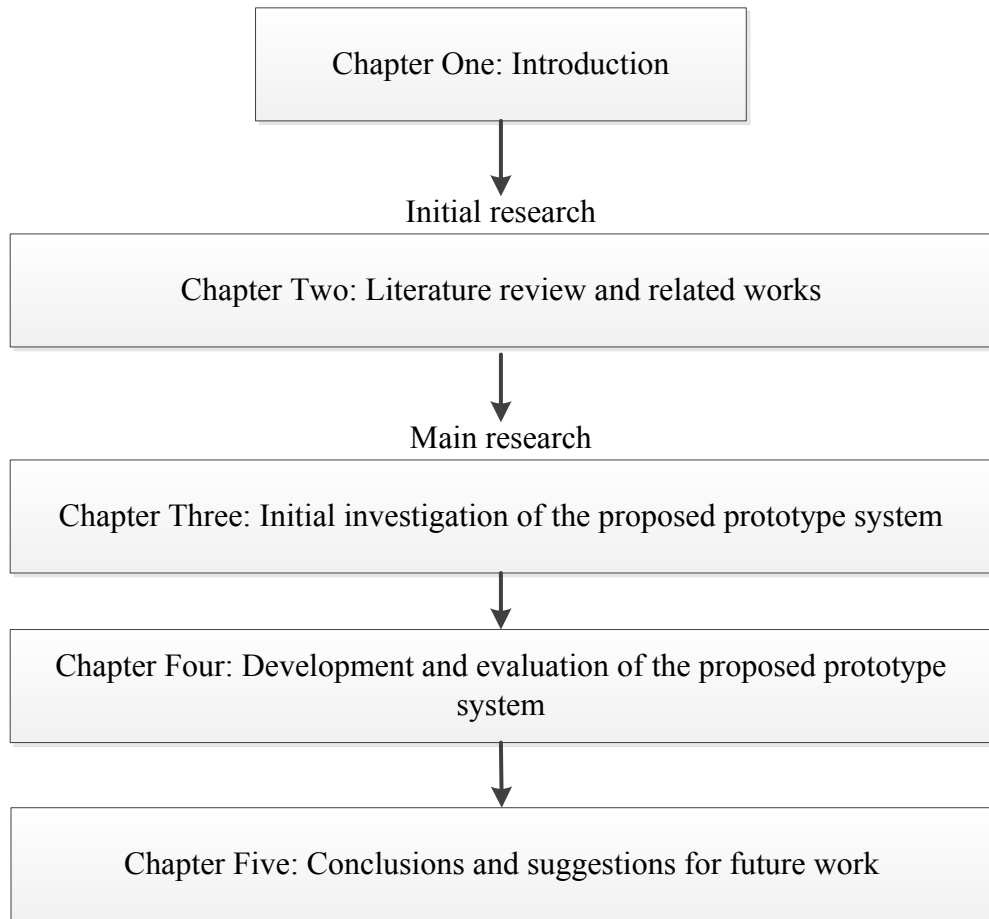 Chapter One: Introduction
Initial research
Chapter Two: Literature review and related works
Main research
Chapter Three: Initial investigation of the proposed prototype system
Chapter Four: Development and evaluation of the proposed prototype
system
Chapter Five: Conclusions and suggestions for future work